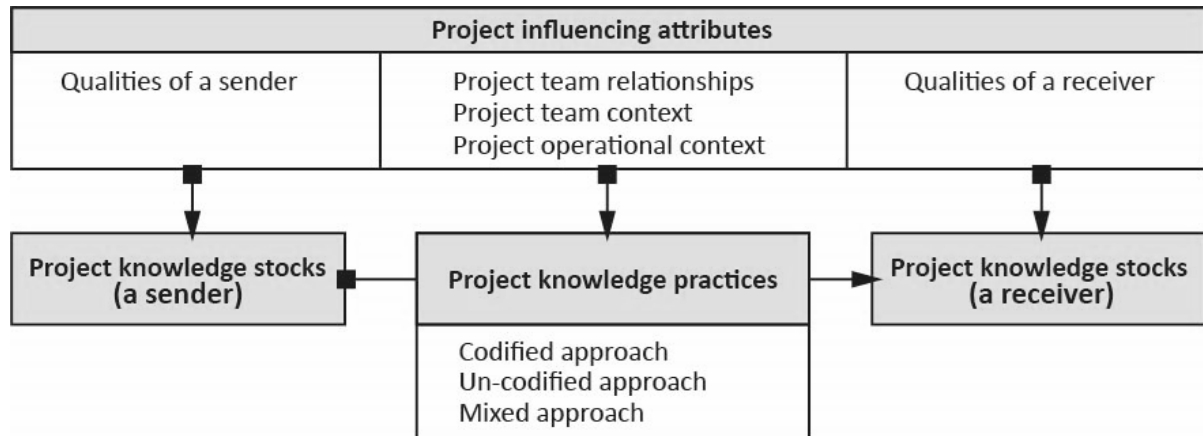 Project influencing attributes
Qualities of a sender
Project team relationships
Project team context
Project operational context
Qualities of a receiver
Project knowledge stocks
(a sender)
Project knowledge practices
Codified approach
Un-codified approach
Mixed approach
Project knowledge stocks
(a receiver)